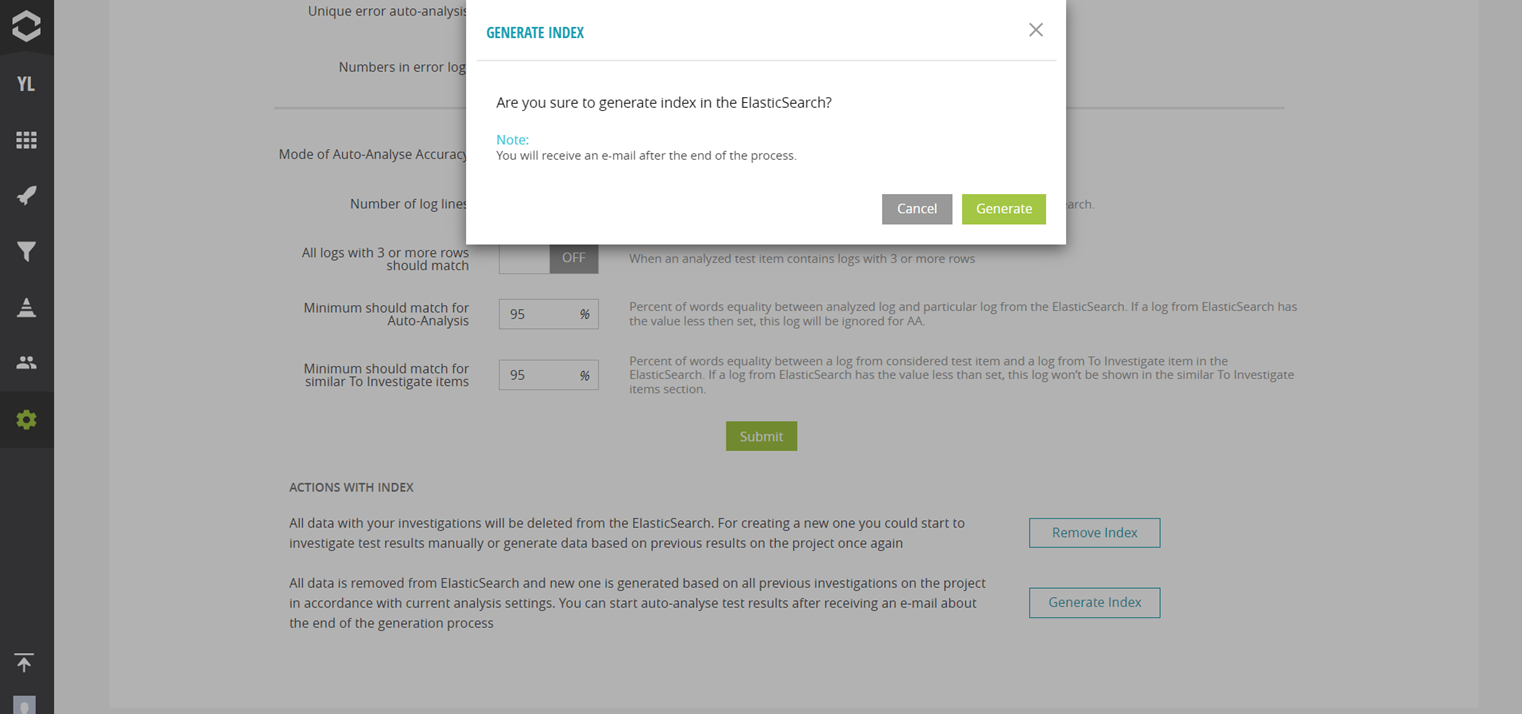 Unique error auto-analysis
GENERATE INDEX
YL
Numbers in error log
Are you sure to generate index in the ElasticSearch?
Note:
You will receive an e-mail after the end of the process.
Mode of Auto-Analyse Accuracy
Cancel
Generate
Number of log lines
All logs with 3 or more rows
should match
OFF
When an analyzed test item contains logs with 3 or more rows
Minimum should match for
Auto-Analysis
95 %
Percent of words equality between analyzed log and particular log from the ElasticSearch. If a log from ElasticSearch has
the value less then set, this log will be ignored for AA.
Minimum should match for
similar To Investigate items
95 %
Percent of words equality between a log from considered test item and a log from To Investigate item in the
ElasticSearch. If a log from ElasticSearch has the value less than set, this log won't be shown in the similar To Investigate
items section.
Submit
ACTIONS WITH INDEX
All data with your investigations will be deleted from the ElasticSearch. For creating a new one you could start to
investigate test results manually or generate data based on previous results on the project once again
Remove Index
All data is removed from ElasticSearch and new one is generated based on all previous investigations on the project
in accordance with current analysis settings. You can start auto-analyse test results after receiving an e-mail about
the end of the generation process
Generate Index